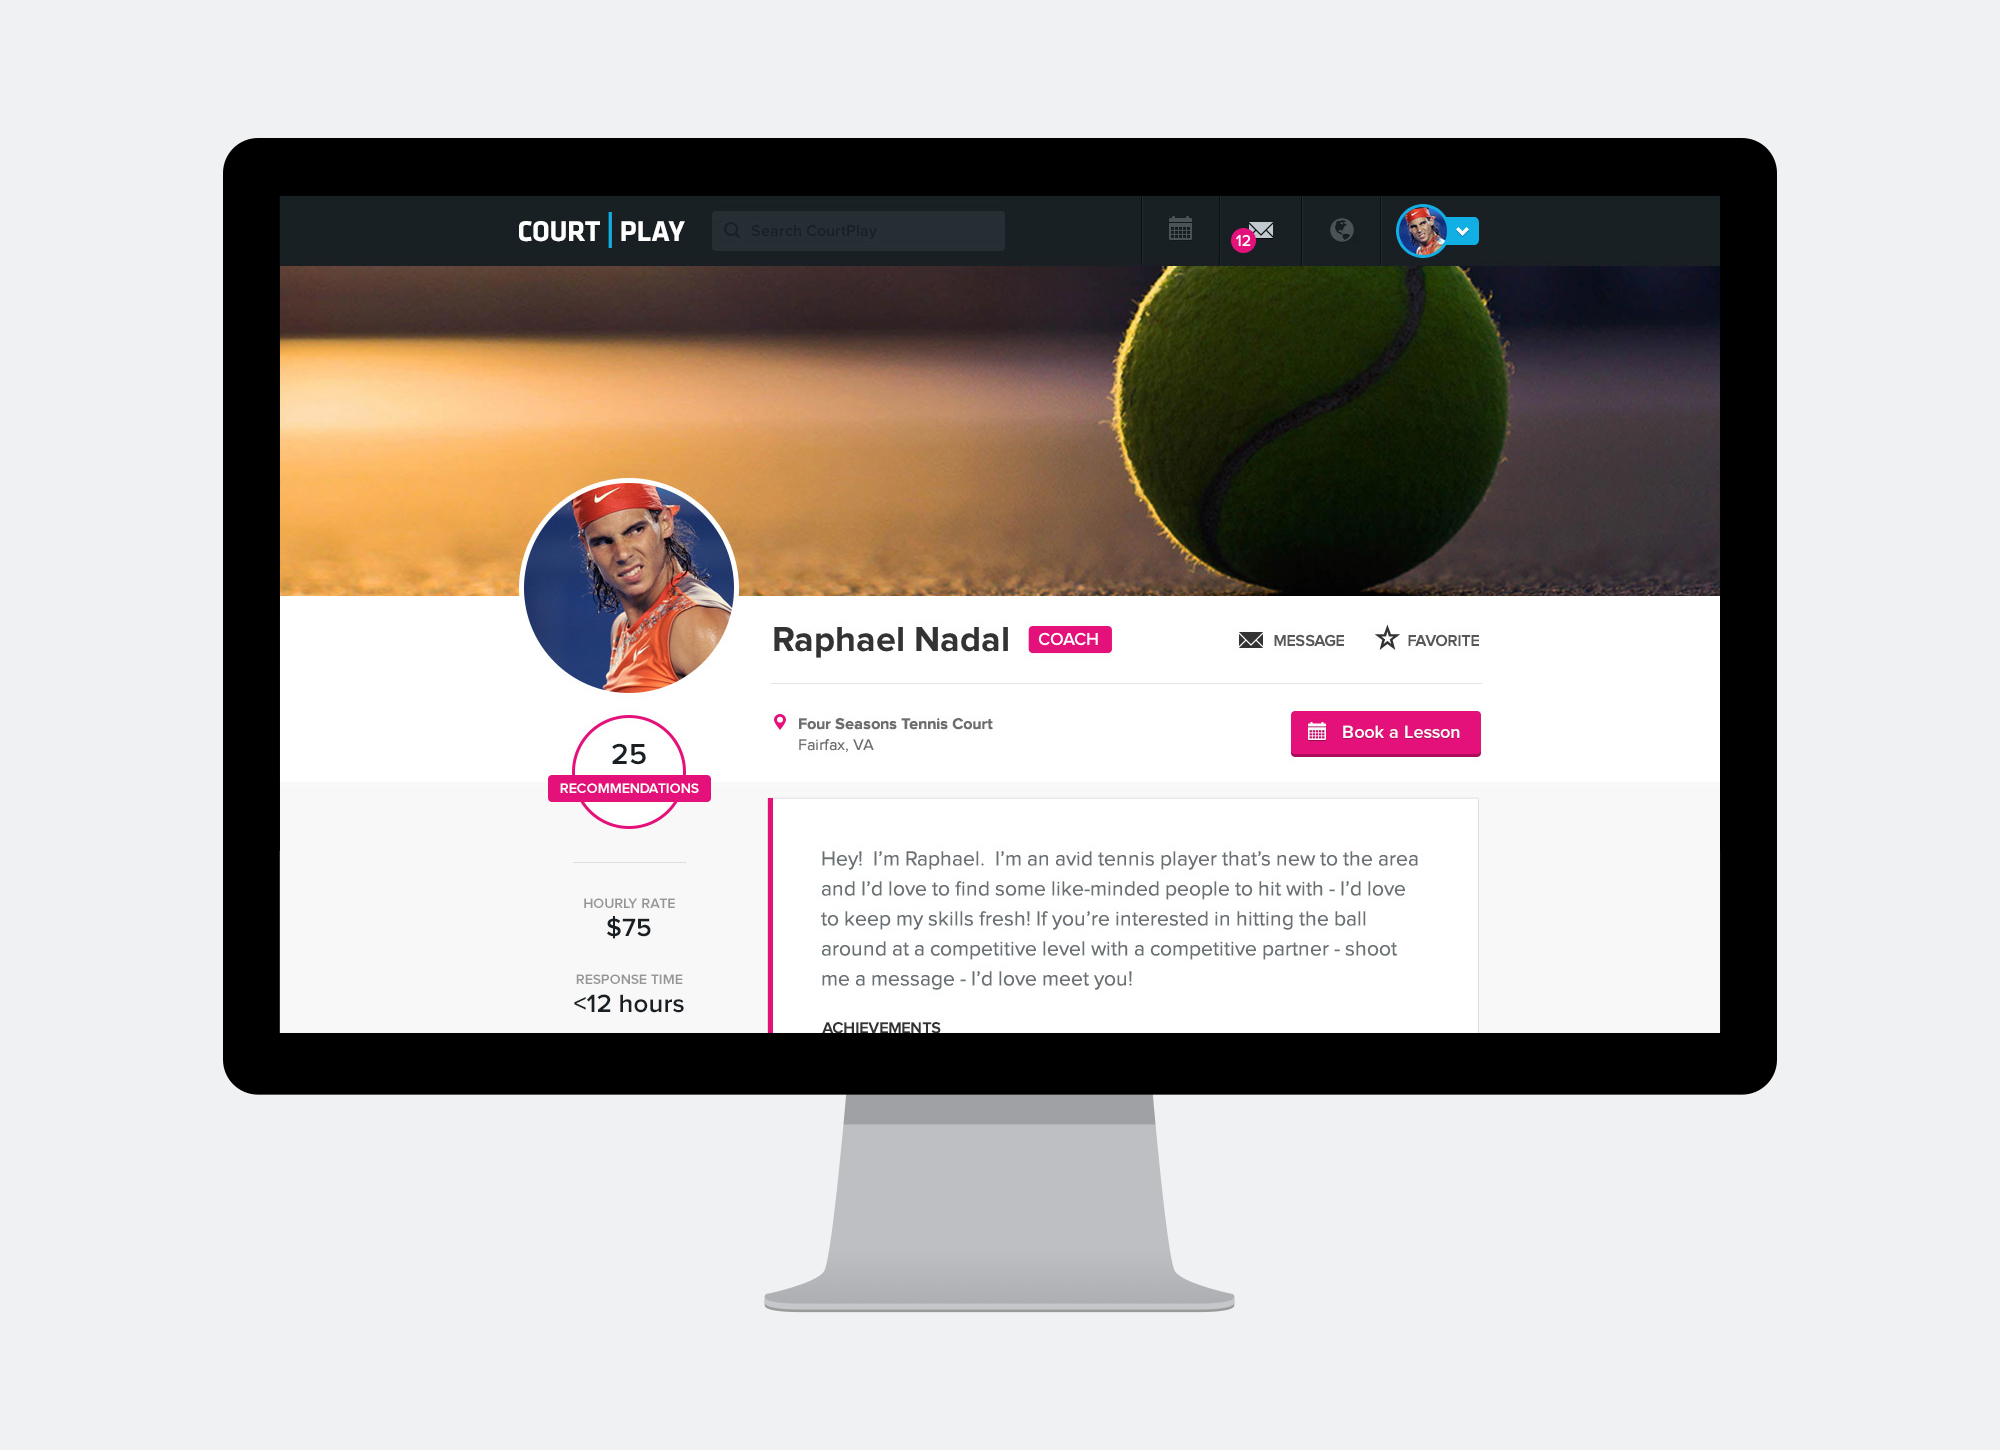 COURT | PLAY
Search CourtPlay
12
Raphael Nadal
COACH
MESSAGE
FAVORITE
Four Seasons Tennis Court
Fairfax, VA
Book a Lesson
25
RECOMMENDATIONS
HOURLY RATE
$75
RESPONSE TIME
<12 hours
Hey!  I’m Raphael.  I’m an avid tennis player that’s new to the area
and I’d love to find some like-minded people to hit with - I’d love
to keep my skills fresh! If you’re interested in hitting the ball
around at a competitive level with a competitive partner - shoot
me a message - I’d love meet you!
ACHIEVEMENTS